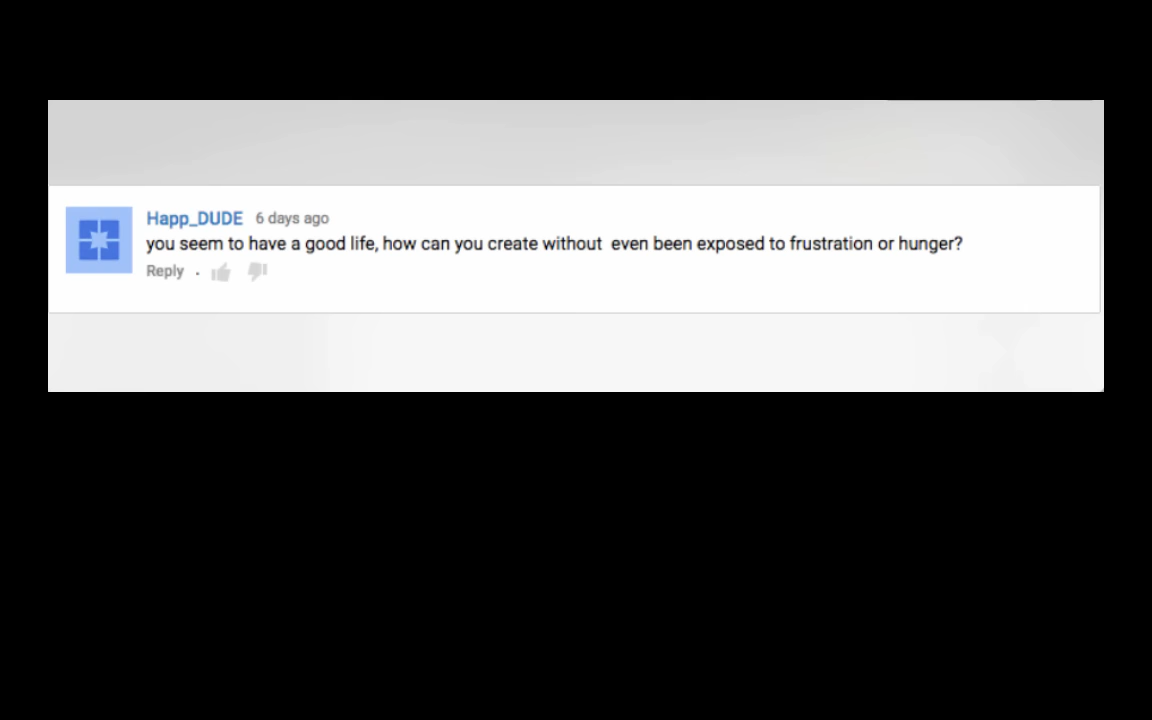 Happ_DUDE 6 days ago
you seem to have a good life, how can you create without  even been exposed to frustration or hunger?
Reply .